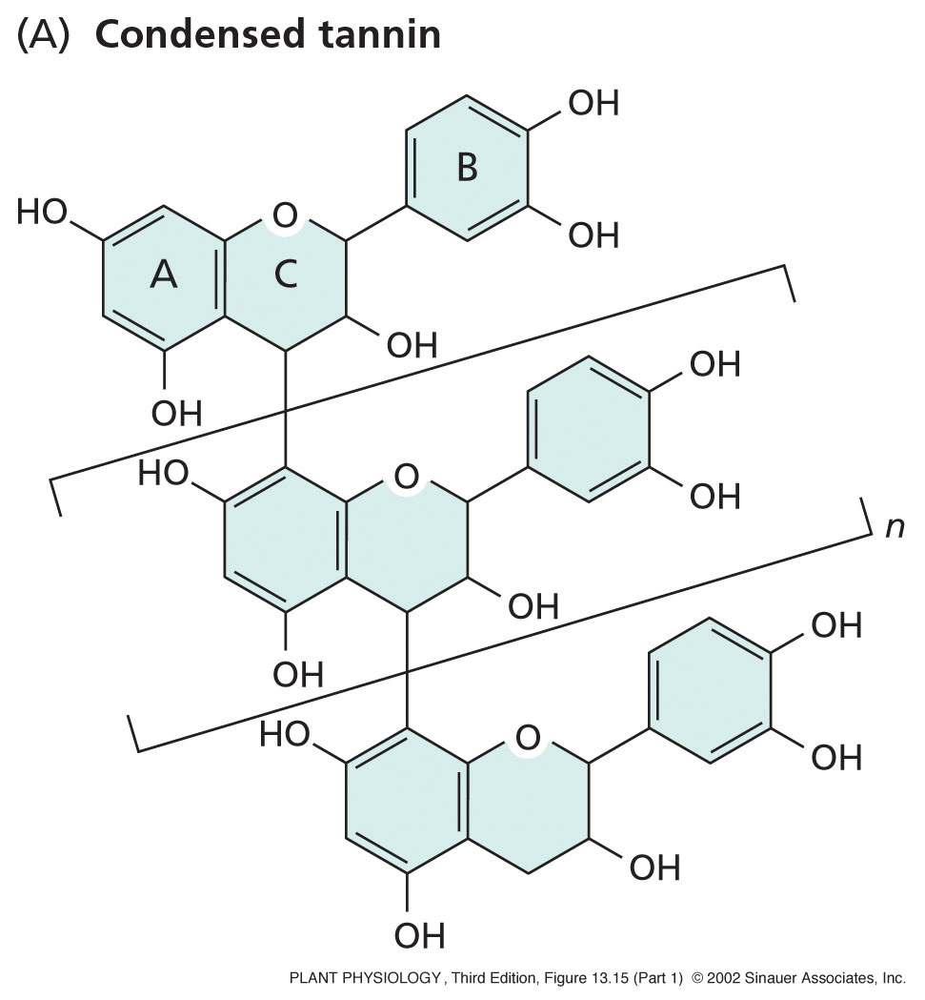 (A) Condensed tannin
OH
B
HO
O
OH
A
C
OH
OH
OH
HO
O
OH
n
OH
OH
OH
HO
O
OH
OH
OH
PLANT PHYSIOLOGY, Third Edition, Figure 13.15 (Part 1) © 2002 Sinauer Associates, Inc.